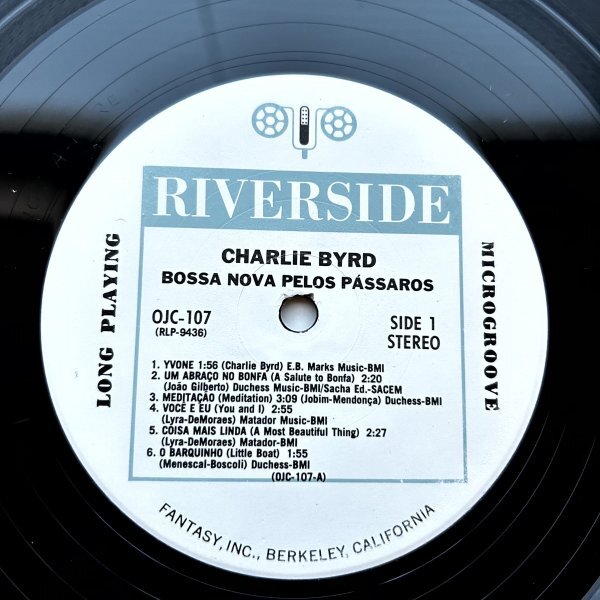 RIVERSIDE
LONG PLAYING
MICROGROOVE
CHARLiE BYRD
BOSSA NOVA PELOS PÁSSAROS
OJC-107
(RLP-9436)
SIDE 1
STEREO
1. YVONE 1:56 (Charlie Byrd) E.B. Marks Music-BMI
2. UM ABRAÇO NO BONFA (A Salute to Bonfa) 2:20
(João Gilberto) Duchess Music-BMI/Sacha Ed.-SACEM
3. MEDITAÇÃO (Meditation) 3:09 (Jobim-Mendonça) Duchess-BMI
4. VOCÊ E EU (You and I) 2:55
(Lyra-DeMoraes) Matador Music-BMI
5. COISA MAIS LINDA (A Most Beautiful Thing) 2:27
(Lyra-DeMoraes) Matador-BMI
6. O BARQUINHO (Little Boat) 1:55
(Menescal-Boscoli) Duchess-BMI
(OJC-107-A)
FANTASY, INC., BERKELEY, CALIFORNIA